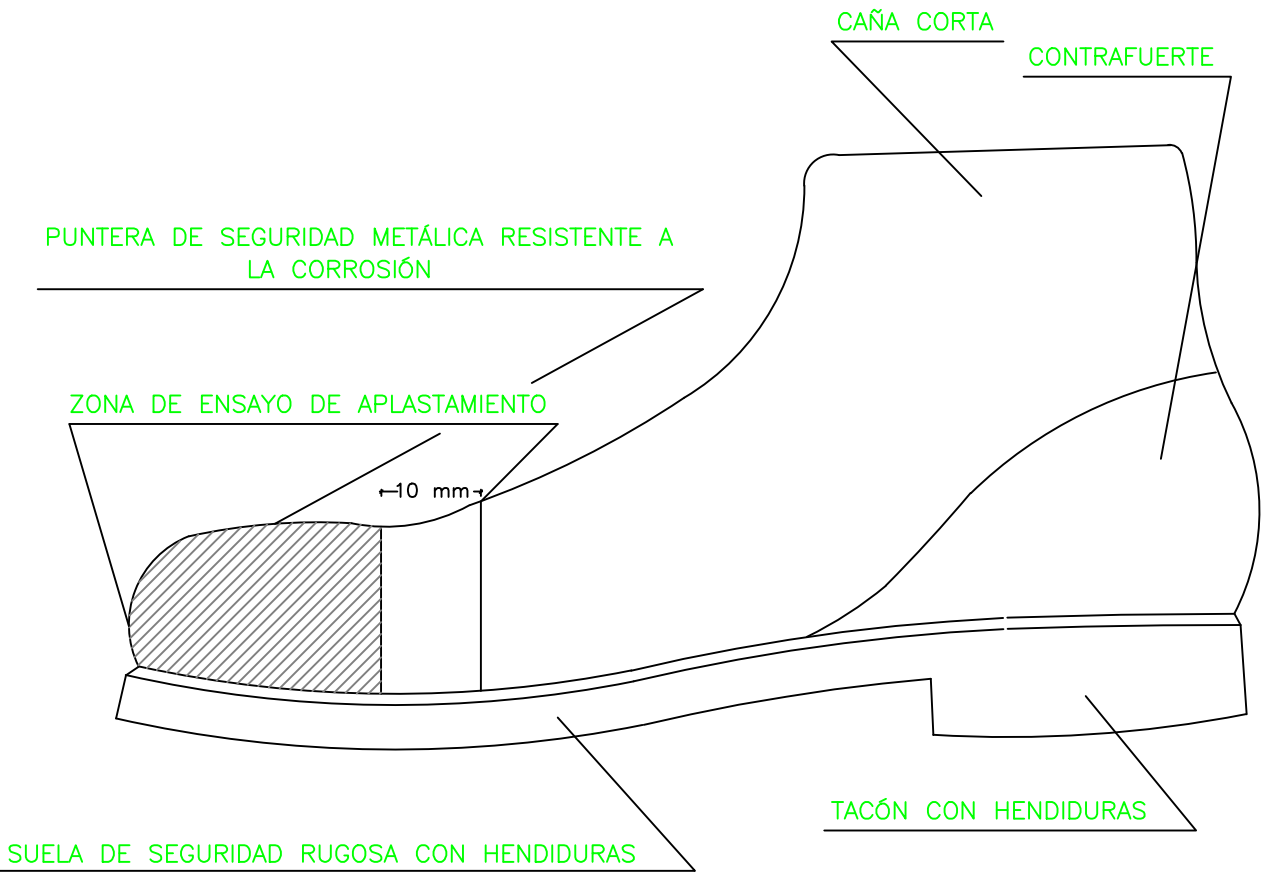 CAÑA CORTA
CONTRAFUERTE
PUNTERA DE SEGURIDAD METÁLICA RESISTENTE A
LA CORROSIÓN
ZONA DE ENSAYO DE APLASTAMIENTO
10 mm
TACÓN CON HENDIDURAS
SUELA DE SEGURIDAD RUGOSA CON HENDIDURAS